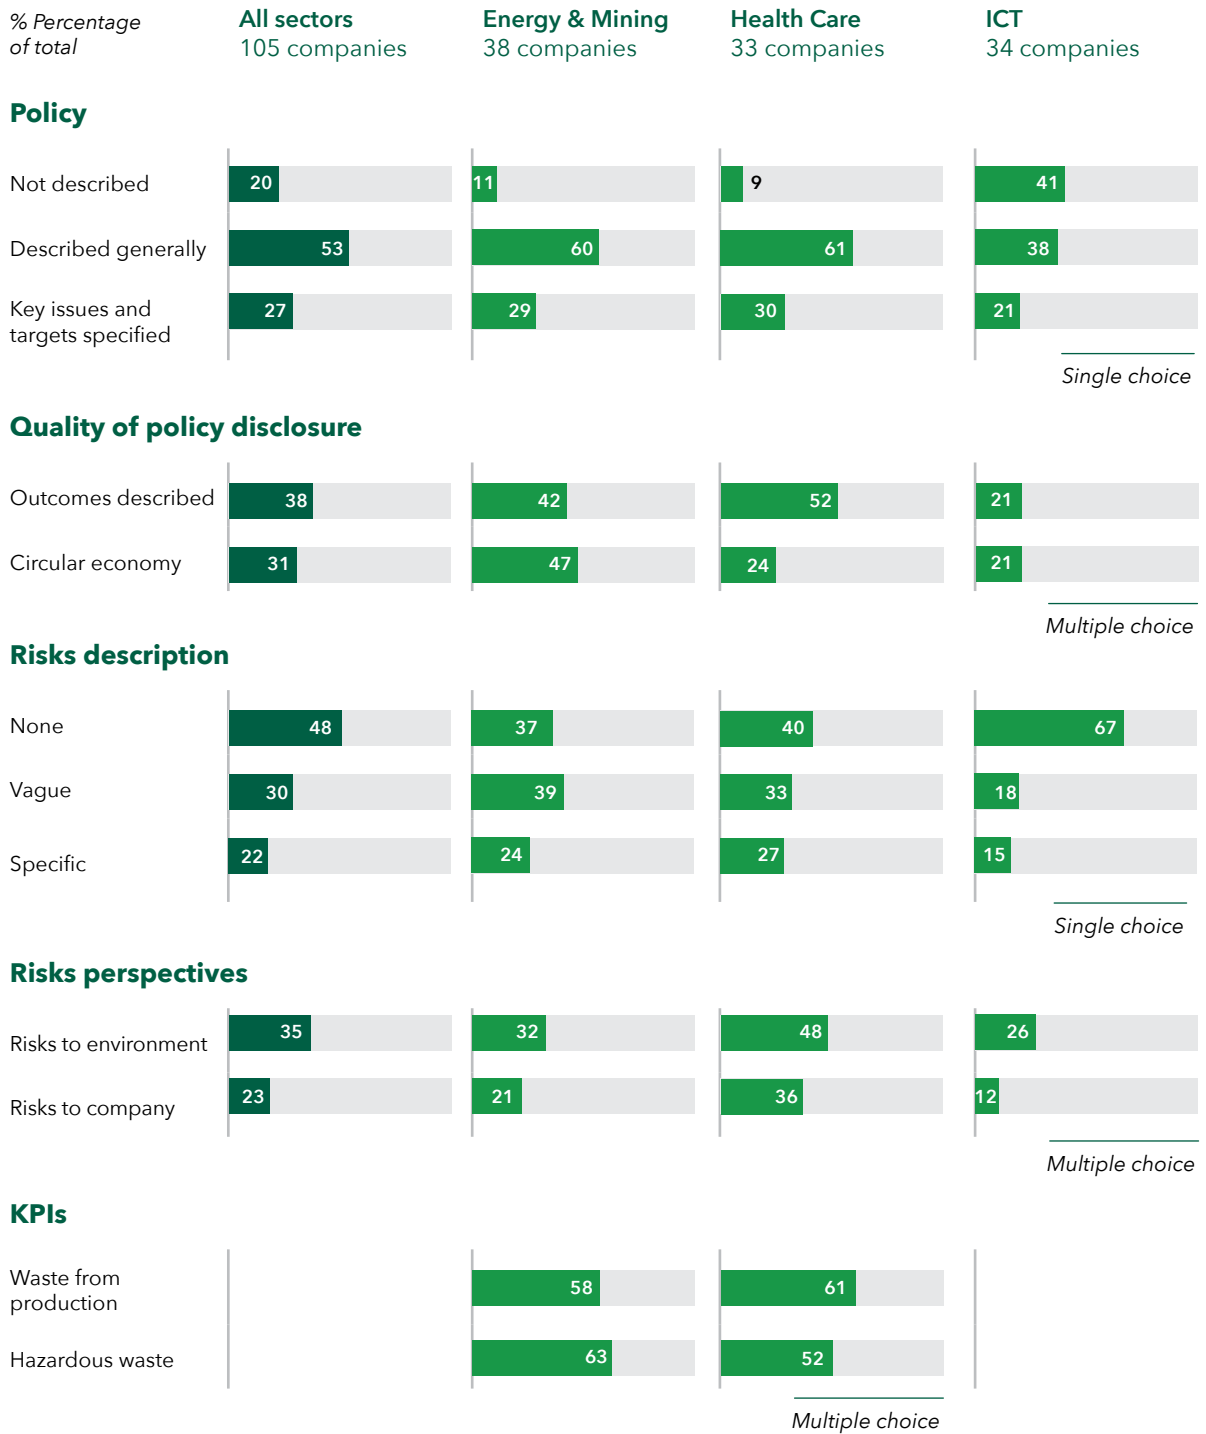 % Percentage
of total
All sectors
105 companies
Energy & Mining
38 companies
Health Care
33 companies
ICT
34 companies
Policy
Not described 20 11 9 41
Described generally 53 60 61 38
Key issues and
targets specified 27 29 30 21
Single choice
Quality of policy disclosure
Outcomes described 38 42 52 21
Circular economy 31 47 24 21
Multiple choice
Risks description
None 48 37 40 67
Vague 30 39 33 18
Specific 22 24 27 15
Single choice
Risks perspectives
Risks to environment 35 32 48 26
Risks to company 23 21 36 12
Multiple choice
KPIs
Waste from
production 58 61
Hazardous waste 63 52
Multiple choice